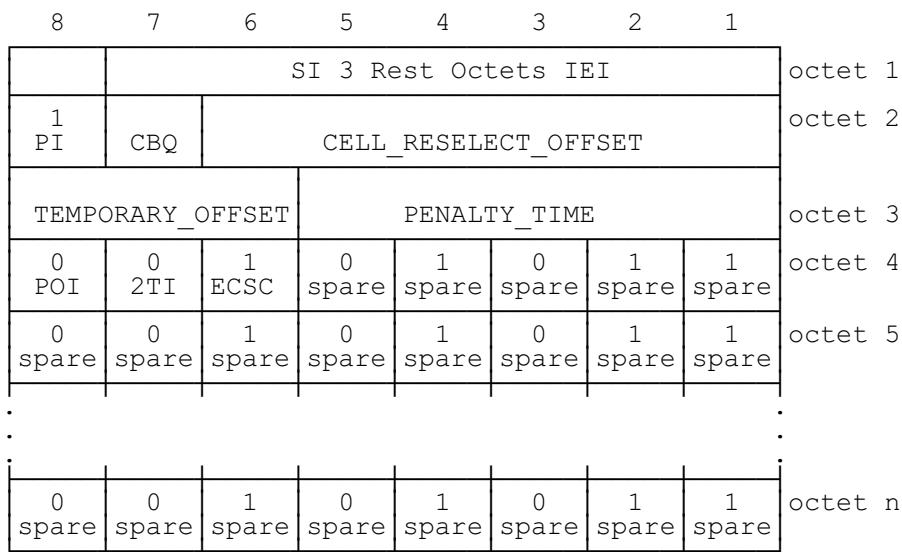 8 7 6 5 4 3 2 1
SI 3 Rest Octets IEI octet 1
1 octet 2
PI CBQ CELL_RESELECT_OFFSET
TEMPORARY_OFFSET PENALTY_TIME octet 3
0 0 1 0 1 0 1 1 octet 4
POI 2TI ECSC spare spare spare spare spare
0 0 1 0 1 0 1 1 octet 5
spare spare spare spare spare spare spare spare
: :
: :
0 0 1 0 1 0 1 1 octet n
spare spare spare spare spare spare spare spare